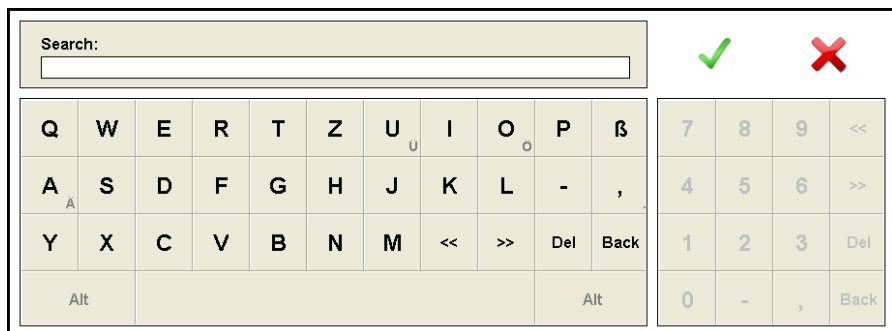 Search:
Q W E R T Z U Ü I O Ö P ß 7 8 9 <<
A Ä S D F G H J K L - , . 4 5 6 >>
Y X C V B N M << >> Del Back 1 2 3 Del
Alt Alt 0 - , Back